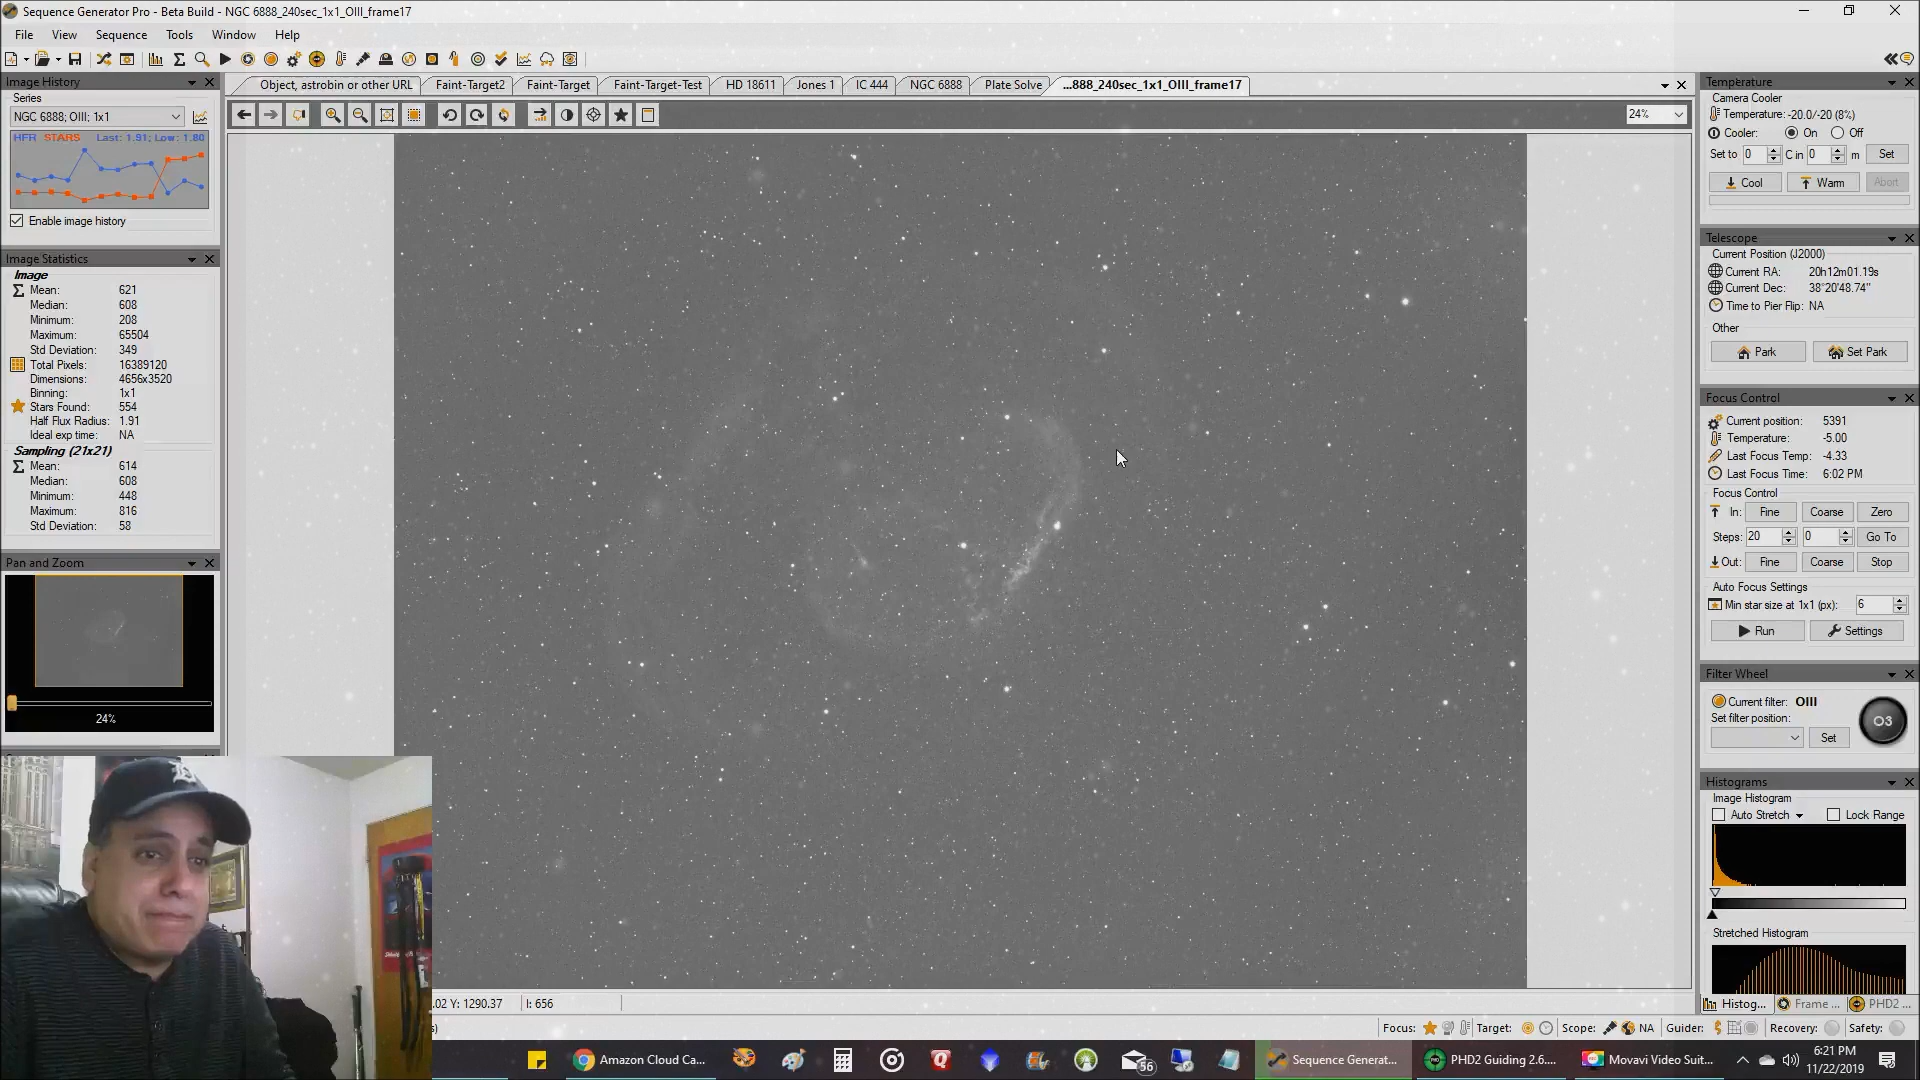 Sequence Generator Pro - Beta Build - NGC 6888_240sec_1x1_OIII_frame17
File View Sequence Tools Window Help
Image History
Series
NGC 6888; OIII; 1x1
HFR STARS Last: 1.91; Low: 1.80
Enable image history
Image Statistics
Image
Mean: 621
Median: 608
Minimum: 208
Maximum: 65504
Std Deviation: 349
Total Pixels: 16389120
Dimensions: 4656x3520
Binning: 1x1
Stars Found: 554
Half Flux Radius: 1.91
Ideal exp time: NA
Sampling (21x21)
Mean: 614
Median: 608
Minimum: 448
Maximum: 816
Std Deviation: 58
Pan and Zoom
24%
Object, astrobin or other URL Faint-Target2 Faint-Target Faint-Target-Test HD 18611 Jones 1 IC 444 NGC 6888 Plate Solve ...888_240sec_1x1_OIII_frame17
24%
.02 Y: 1290.37 I: 656
s)
Temperature
Camera Cooler
Temperature: -20.0/-20 (8%)
Cooler: On Off
Set to 0 C in 0 m Set
Cool Warm Abort
Telescope
Current Position (J2000)
Current RA: 20h12m01.19s
Current Dec: 38°20'48.74"
Time to Pier Flip: NA
Other
Park Set Park
Focus Control
Current position: 5391
Temperature: -5.00
Last Focus Temp: -4.33
Last Focus Time: 6:02 PM
Focus Control
In: Fine Coarse Zero
Steps: 20 0 Go To
Out: Fine Coarse Stop
Auto Focus Settings
Min star size at 1x1 (px): 6
Run Settings
Filter Wheel
Current filter: OIII
Set filter position:
Set
O3
Histograms
Image Histogram
Auto Stretch Lock Range
Stretched Histogram
Histog... Frame ... PHD2 ...
Focus: Target: Scope: NA Guider: Recovery: Safety:
Amazon Cloud Ca... 56 Sequence Generat... PHD2 Guiding 2.6.... Movavi Video Suit...
6:21 PM
11/22/2019